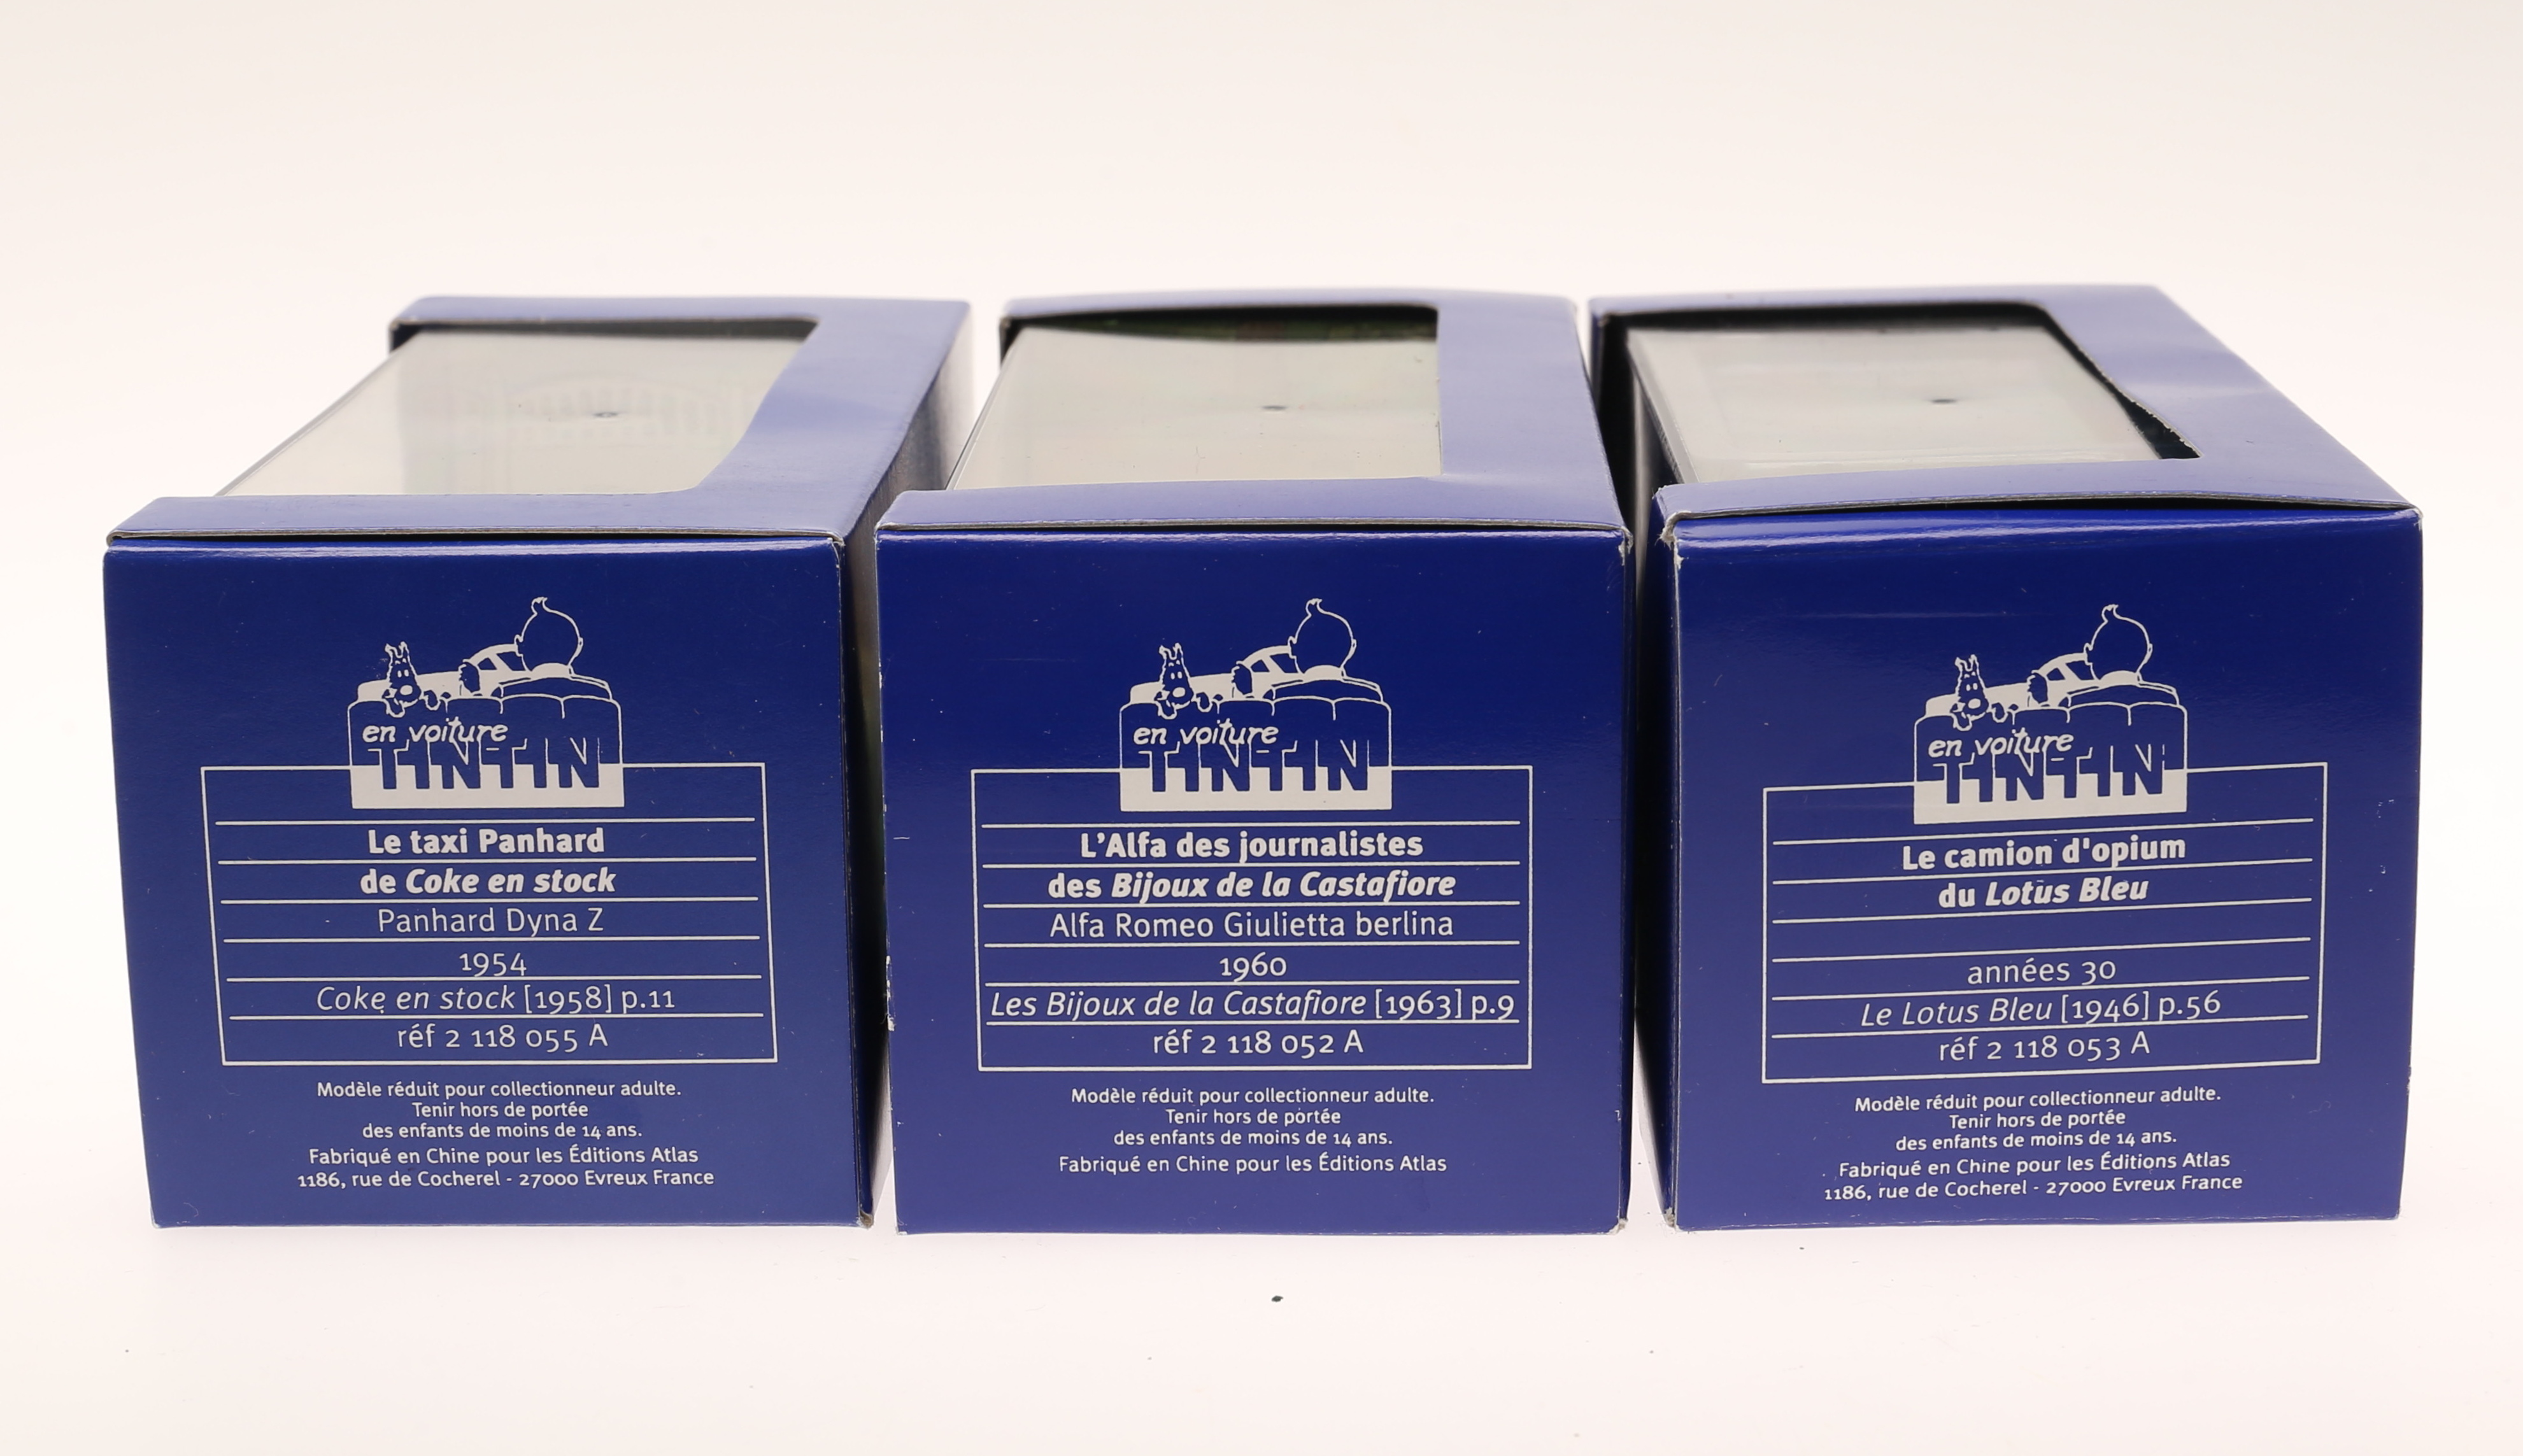 en voiture
TINTIN
Le taxi Panhard
de Coke en stock
Panhard Dyna Z
1954
Coke en stock [1958] p.11
réf 2 118 055 A
Modèle réduit pour collectionneur adulte.
Tenir hors de portée
des enfants de moins de 14 ans.
Fabriqué en Chine pour les Éditions Atlas
1186, rue de Cocherel - 27000 Evreux France
en voiture
TINTIN
L'Alfa des journalistes
des Bijoux de la Castafiore
Alfa Romeo Giulietta berlina
1960
Les Bijoux de la Castafiore [1963] p.9
réf 2 118 052 A
Modèle réduit pour collectionneur adulte.
Tenir hors de portée
des enfants de moins de 14 ans.
Fabriqué en Chine pour les Éditions Atlas
en voiture
TINTIN
Le camion d'opium
du Lotus Bleu
années 30
Le Lotus Bleu [1946] p.56
réf 2 118 053 A
Modèle réduit pour collectionneur adulte.
Tenir hors de portée
des enfants de moins de 14 ans.
Fabriqué en Chine pour les Éditions Atlas
1186, rue de Cocherel - 27000 Evreux France